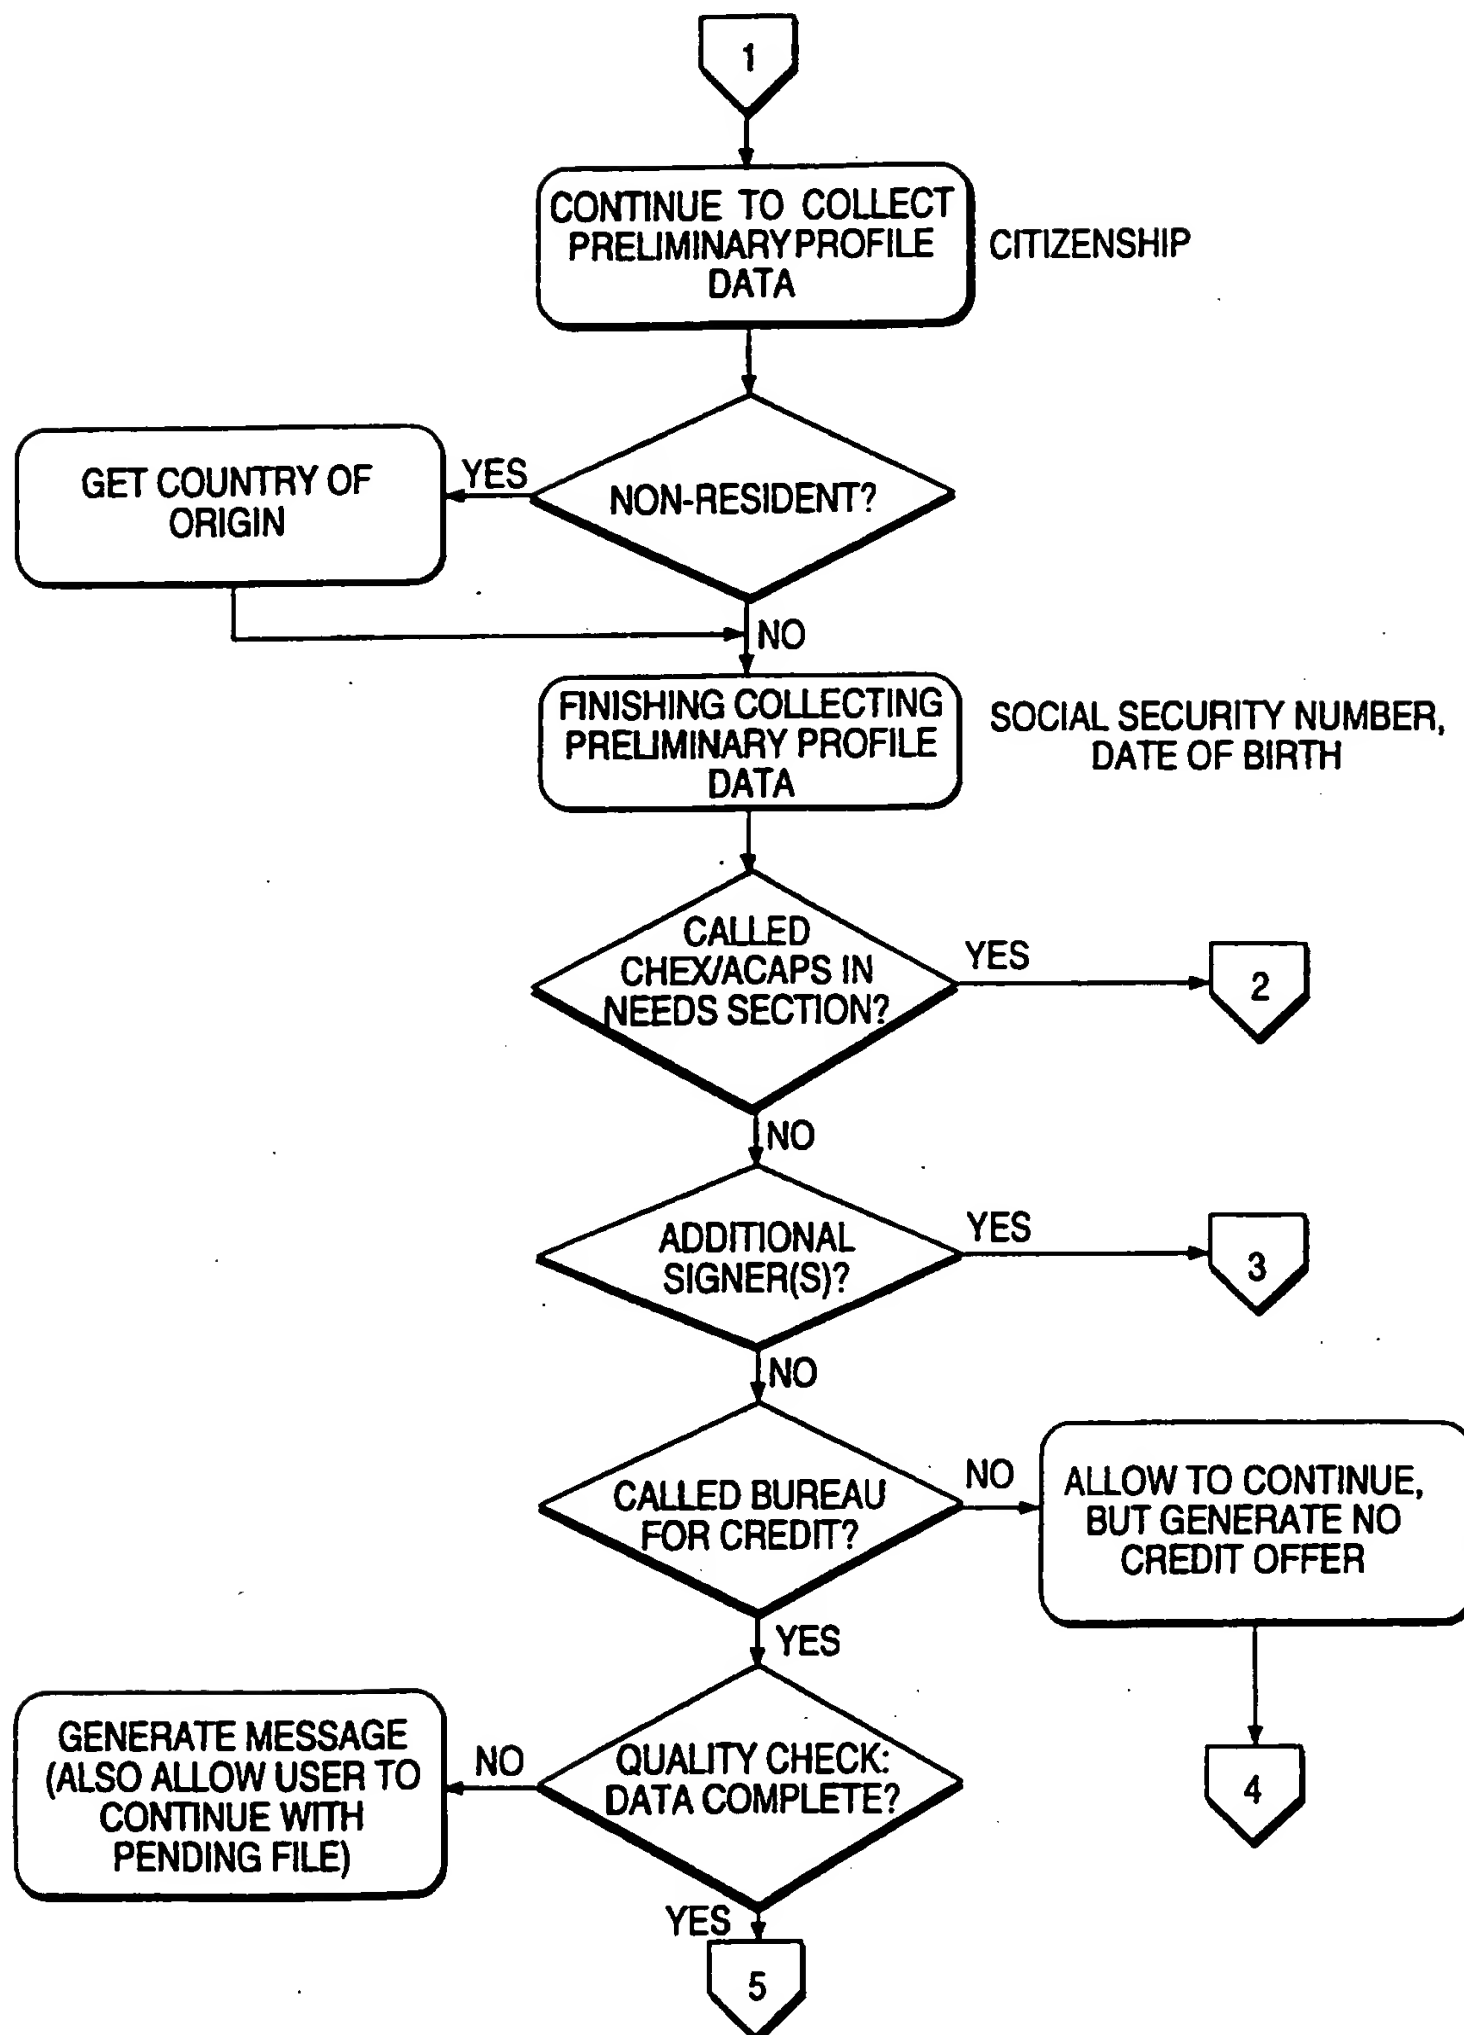 1
CONTINUE TO COLLECT
PRELIMINARY PROFILE
DATA
CITIZENSHIP
GET COUNTRY OF
ORIGIN
YES
NON-RESIDENT?
NO
FINISHING COLLECTING
PRELIMINARY PROFILE
DATA
SOCIAL SECURITY NUMBER,
DATE OF BIRTH
CALLED
CHEX/ACAPS IN
NEEDS SECTION?
YES
2
NO
ADDITIONAL
SIGNER(S)?
YES
3
NO
CALLED BUREAU
FOR CREDIT?
NO
ALLOW TO CONTINUE,
BUT GENERATE NO
CREDIT OFFER
YES
GENERATE MESSAGE
(ALSO ALLOW USER TO
CONTINUE WITH
PENDING FILE)
NO
QUALITY CHECK:
DATA COMPLETE?
4
YES
5